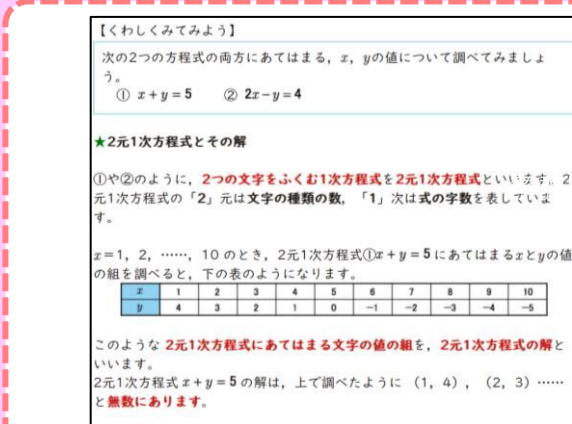 【くわしくみてみよう】
次の2つの方程式の両方にあてはまる，x，yの値について調べてみましょ
う。
① x+y=5　② 2x−y=4
★2元1次方程式とその解
①や②のように，2つの文字をふくむ1次方程式を2元1次方程式といいます。2
元1次方程式の「2」元は文字の種類の数，「1」次は式の字数を表していま
す。
x=1，2，……，10 のとき，2元1次方程式①x+y=5にあてはまるxとyの値
の組を調べると，下の表のようになります。
x 1 2 3 4 5 6 7 8 9 10
y 4 3 2 1 0 −1 −2 −3 −4 −5
このような 2元1次方程式にあてはまる文字の値の組を，2元1次方程式の解と
いいます。
2元1次方程式 x+y=5 の解は，上で調べたように （1，4），（2，3）……
と無数にあります。